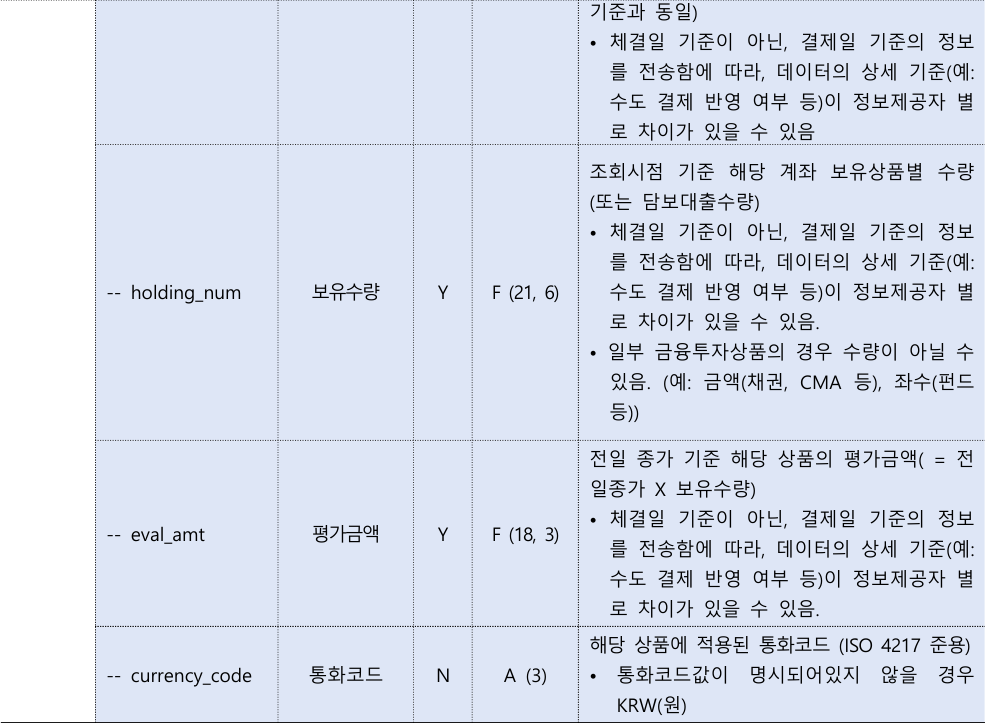 기준과 동일)
• 체결일 기준이 아닌, 결제일 기준의 정보
를 전송함에 따라, 데이터의 상세 기준(예:
수도 결제 반영 여부 등)이 정보제공자 별
로 차이가 있을 수 있음
-- holding_num 보유수량 Y F (21, 6)
조회시점 기준 해당 계좌 보유상품별 수량
(또는 담보대출수량)
• 체결일 기준이 아닌, 결제일 기준의 정보
를 전송함에 따라, 데이터의 상세 기준(예:
수도 결제 반영 여부 등)이 정보제공자 별
로 차이가 있을 수 있음.
• 일부 금융투자상품의 경우 수량이 아닐 수
있음. (예: 금액(채권, CMA 등), 좌수(펀드
등))
-- eval_amt 평가금액 Y F (18, 3)
전일 종가 기준 해당 상품의 평가금액( = 전
일종가 X 보유수량)
• 체결일 기준이 아닌, 결제일 기준의 정보
를 전송함에 따라, 데이터의 상세 기준(예:
수도 결제 반영 여부 등)이 정보제공자 별
로 차이가 있을 수 있음.
-- currency_code 통화코드 N A (3)
해당 상품에 적용된 통화코드 (ISO 4217 준용)
• 통화코드값이 명시되어있지 않을 경우
KRW(원)